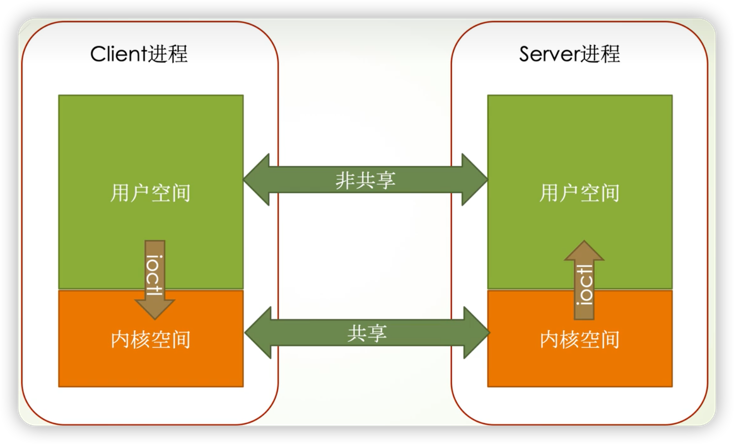 Client进程
Server进程
用户空间
非共享
用户空间
ioctl
ioctl
内核空间
共享
内核空间